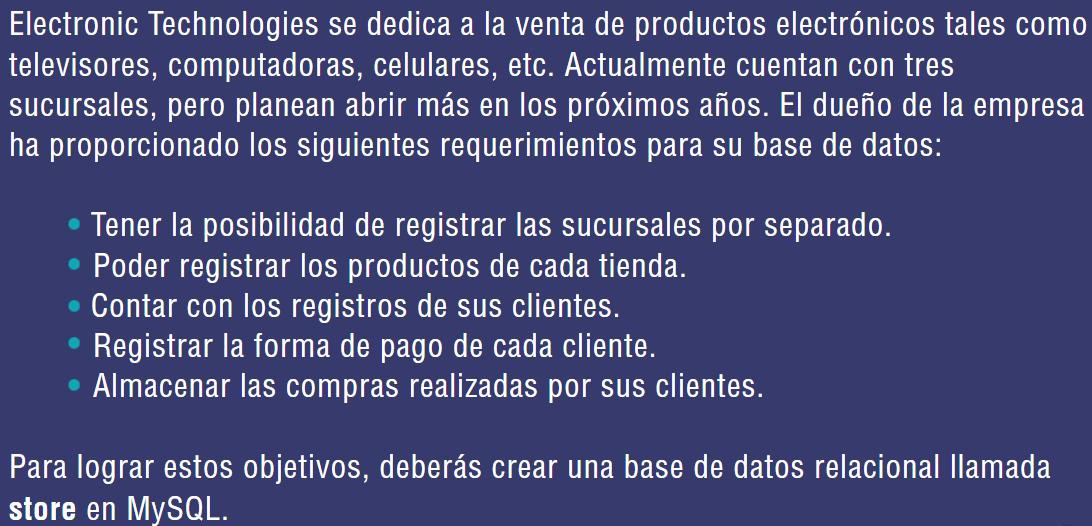 Electronic Technologies se dedica a la venta de productos electrónicos tales como
televisores, computadoras, celulares, etc. Actualmente cuentan con tres
sucursales, pero planean abrir más en los próximos años. El dueño de la empresa
ha proporcionado los siguientes requerimientos para su base de datos:
• Tener la posibilidad de registrar las sucursales por separado.
• Poder registrar los productos de cada tienda.
• Contar con los registros de sus clientes.
• Registrar la forma de pago de cada cliente.
• Almacenar las compras realizadas por sus clientes.
Para lograr estos objetivos, deberás crear una base de datos relacional llamada
store en MySQL.